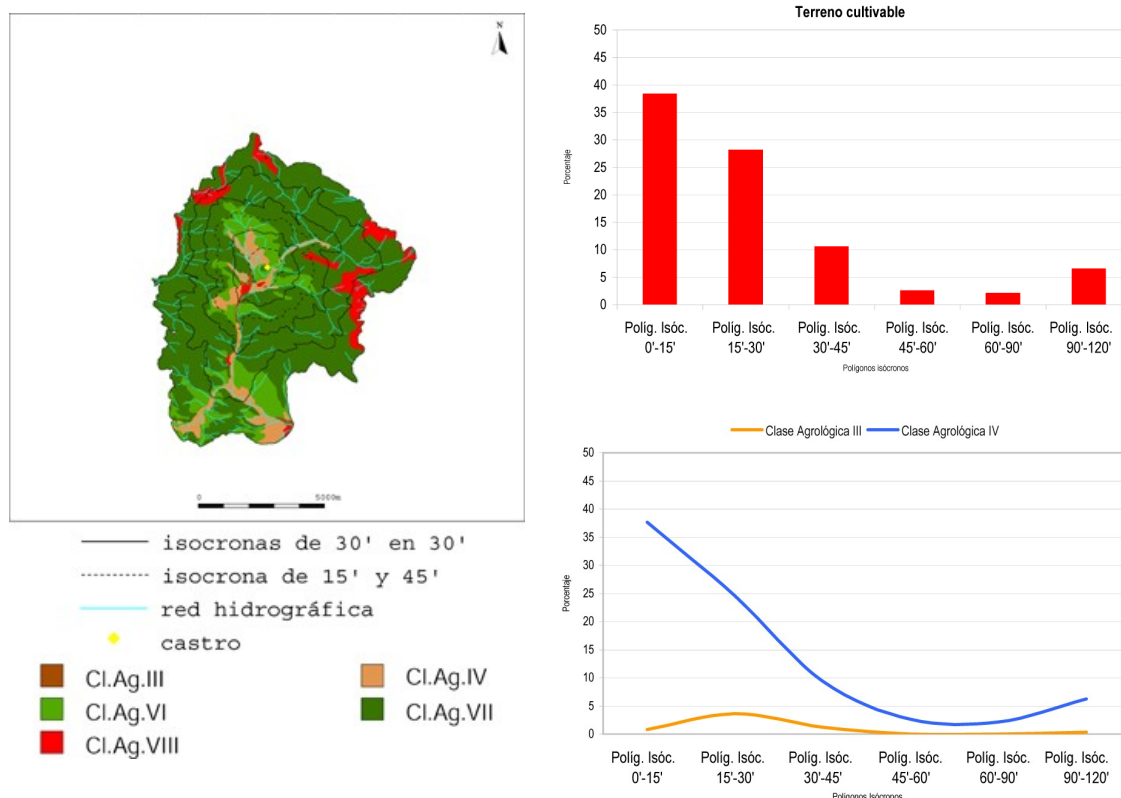 N
0 5000m
isocronas de 30' en 30'
isocrona de 15' y 45'
red hidrográfica
castro
Cl.Ag.III Cl.Ag.IV
Cl.Ag.VI Cl.Ag.VII
Cl.Ag.VIII
Terreno cultivable
50
45
40
35
30
25
20
15
10
5
0
Porcentaje
Políg. Isóc. Políg. Isóc. Políg. Isóc. Políg. Isóc. Políg. Isóc. Políg. Isóc.
0'-15' 15'-30' 30'-45' 45'-60' 60'-90' 90'-120'
Polígonos isócronos
Clase Agrológica III Clase Agrológica IV
50
45
40
35
30
25
20
15
10
5
0
Porcentaje
Políg. Isóc. Políg. Isóc. Políg. Isóc. Políg. Isóc. Políg. Isóc. Políg. Isóc.
0'-15' 15'-30' 30'-45' 45'-60' 60'-90' 90'-120'
Polígonos Isócronos